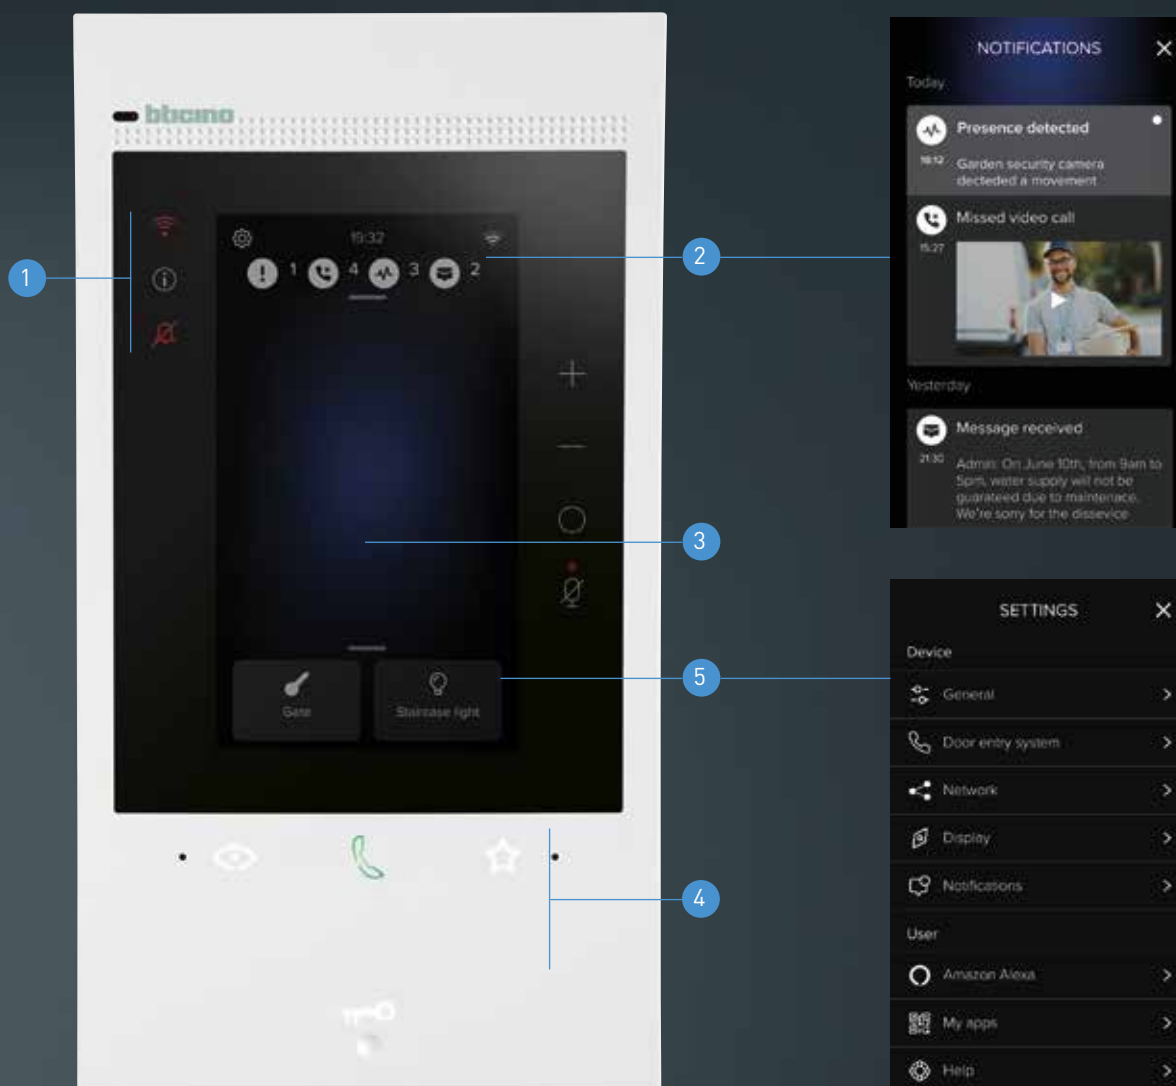 bticino
1
19:32
1
4
3
2
Gate
Staircase light
2
3
5
4
NOTIFICATIONS
Today
Presence detected
16:12
Garden security camera
decteded a movement
Missed video call
15:27
Yesterday
Message received
21:30
Admin: On June 10th, from 9am to
5pm, water supply will not be
guarateed due to maintenace.
We're sorry for the dissevice
SETTINGS
Device
General
Door entry system
Network
Display
Notifications
User
Amazon Alexa
My apps
Help